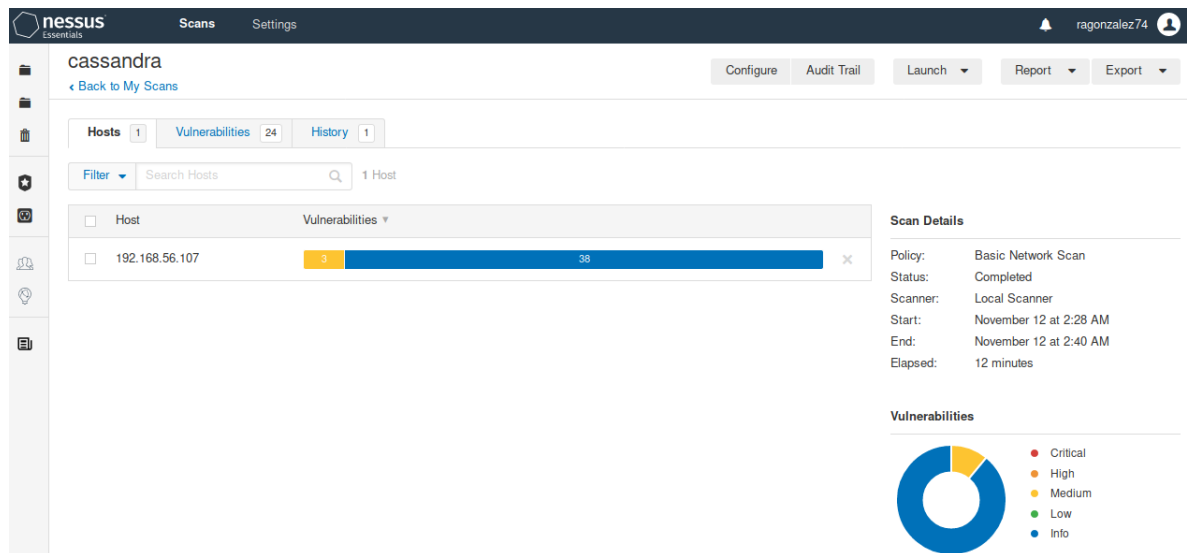 nessus Scans Settings ragonzalez74
Essentials
cassandra
Configure Audit Trail Launch Report Export
Back to My Scans
Hosts 1 Vulnerabilities 24 History 1
Filter Search Hosts 1 Host
Host Vulnerabilities
192.168.56.107 3 38
Scan Details
Policy: Basic Network Scan
Status: Completed
Scanner: Local Scanner
Start: November 12 at 2:28 AM
End: November 12 at 2:40 AM
Elapsed: 12 minutes
Vulnerabilities
Critical
High
Medium
Low
Info